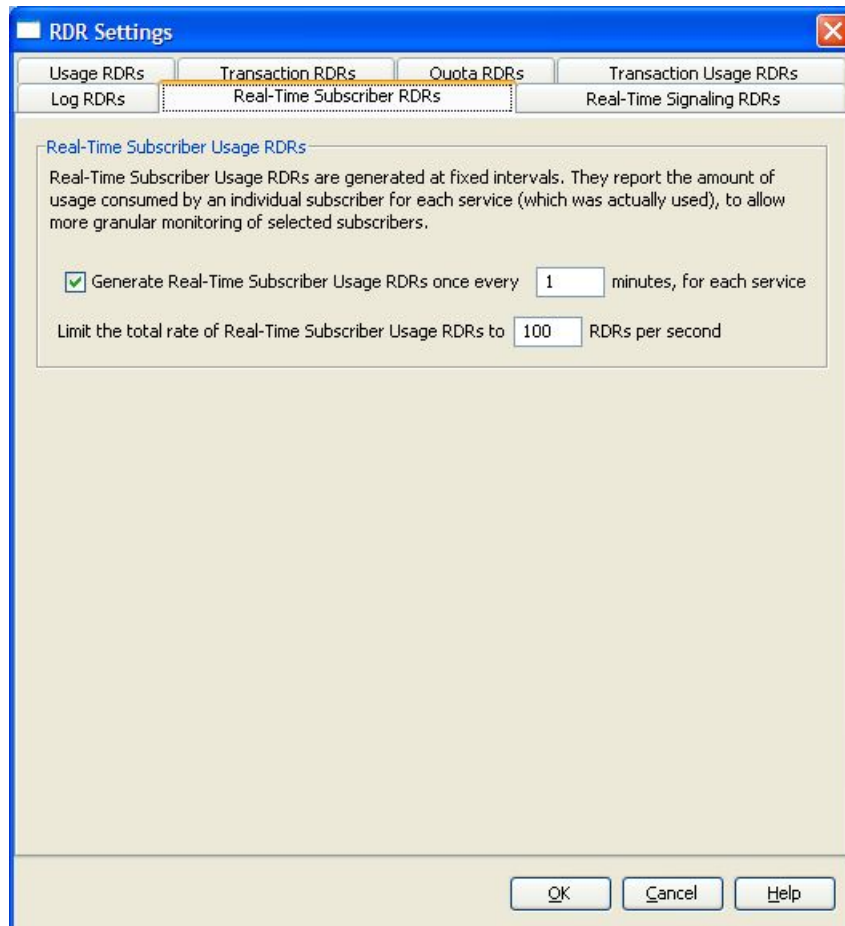 RDR Settings
Usage RDRs Transaction RDRs Quota RDRs Transaction Usage RDRs
Log RDRs Real-Time Subscriber RDRs Real-Time Signaling RDRs
Real-Time Subscriber Usage RDRs
Real-Time Subscriber Usage RDRs are generated at fixed intervals. They report the amount of
usage consumed by an individual subscriber for each service (which was actually used), to allow
more granular monitoring of selected subscribers.
Generate Real-Time Subscriber Usage RDRs once every 1 minutes, for each service
Limit the total rate of Real-Time Subscriber Usage RDRs to 100 RDRs per second
OK Cancel Help